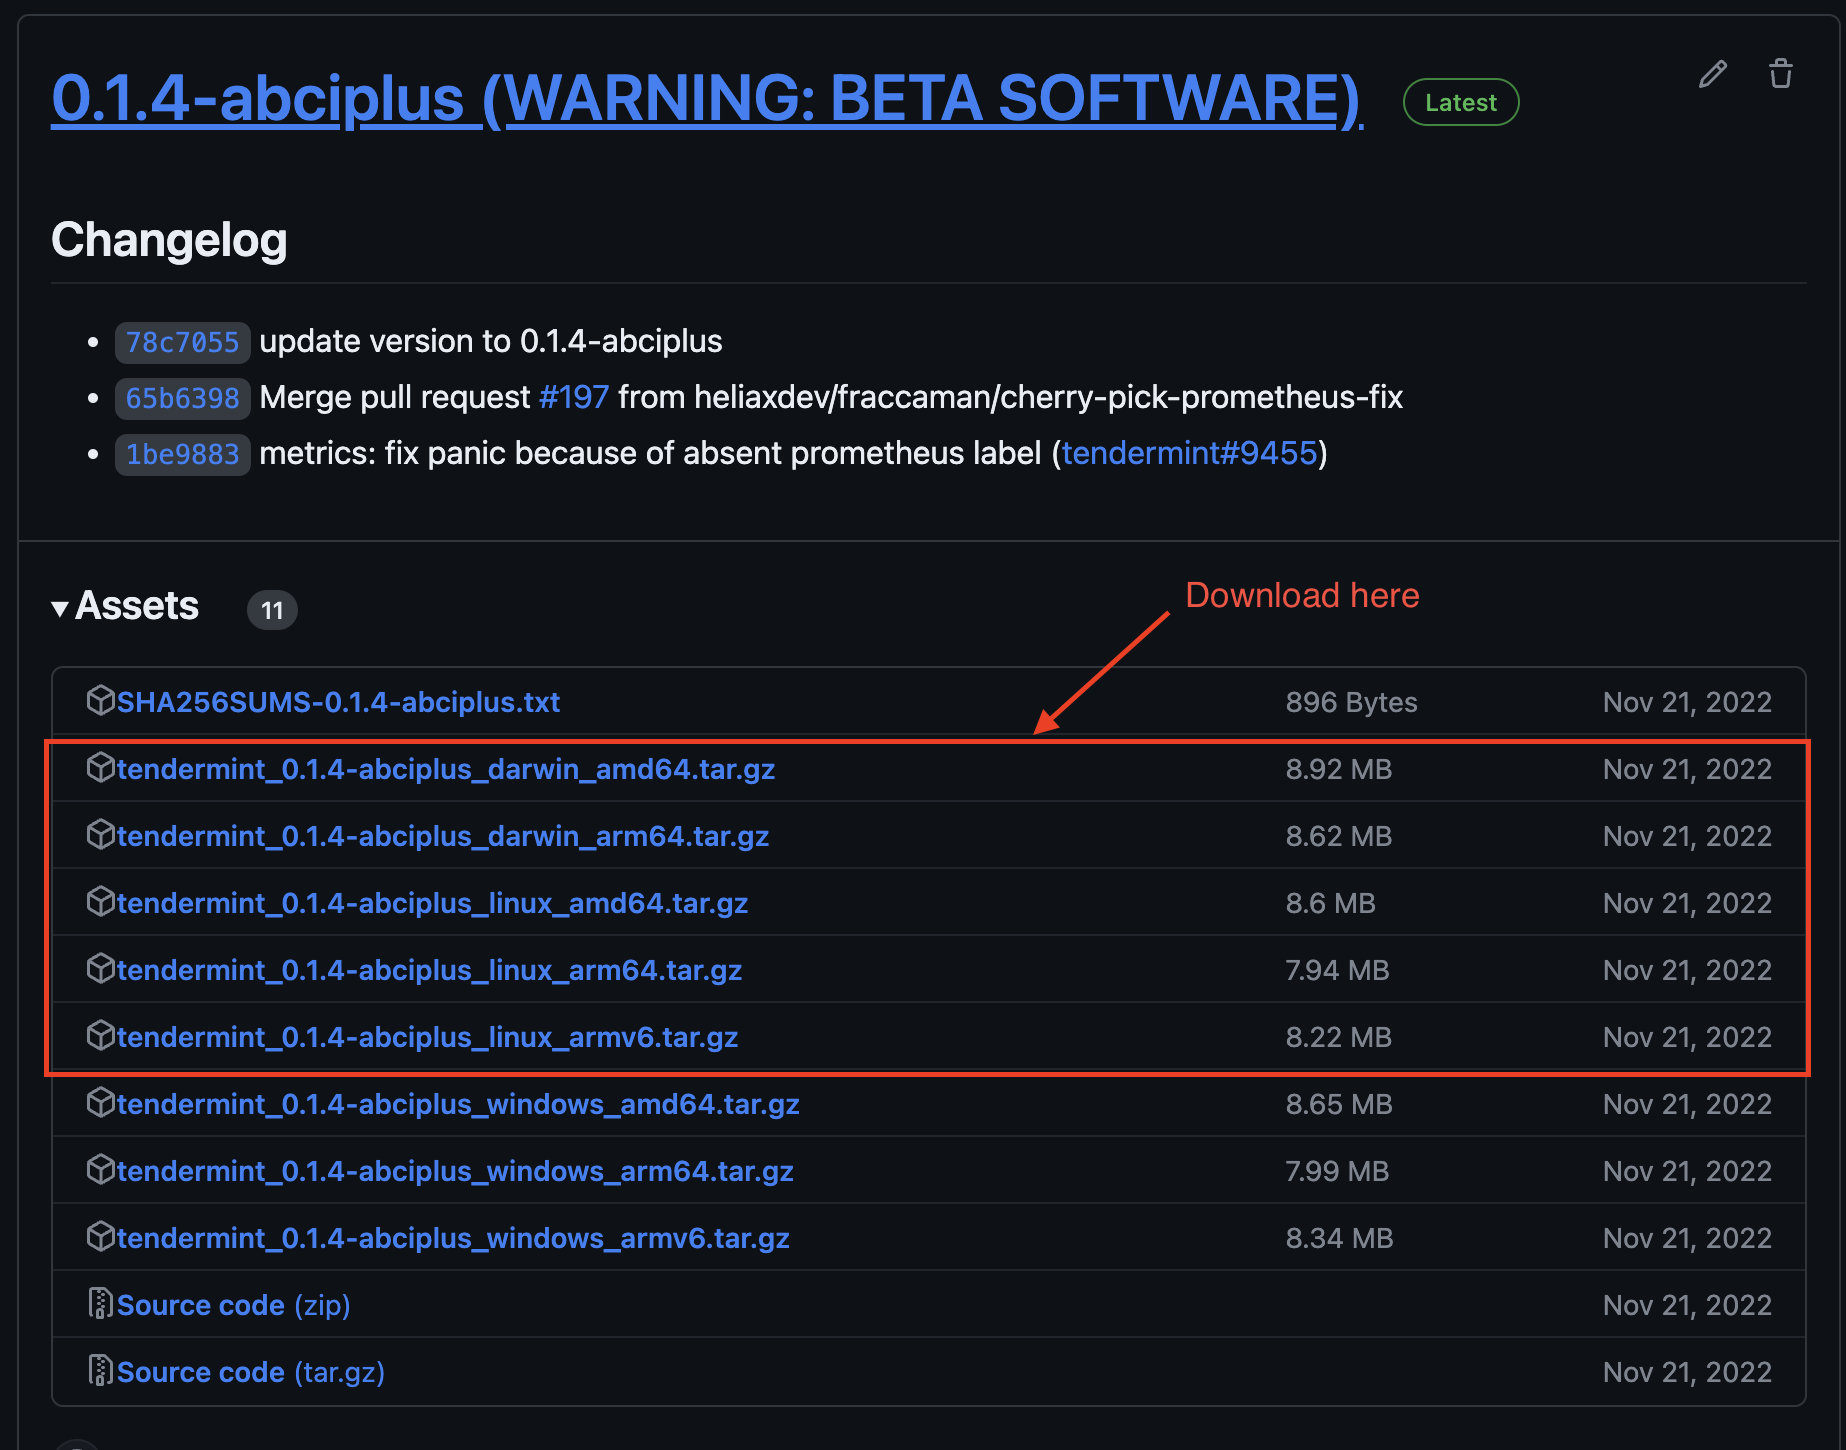 0.1.4-abciplus (WARNING: BETA SOFTWARE)
Latest
Changelog
78c7055 update version to 0.1.4-abciplus
65b6398 Merge pull request #197 from heliaxdev/fraccaman/cherry-pick-prometheus-fix
1be9883 metrics: fix panic because of absent prometheus label (tendermint#9455)
Assets 11
Download here
SHA256SUMS-0.1.4-abciplus.txt 896 Bytes Nov 21, 2022
tendermint_0.1.4-abciplus_darwin_amd64.tar.gz 8.92 MB Nov 21, 2022
tendermint_0.1.4-abciplus_darwin_arm64.tar.gz 8.62 MB Nov 21, 2022
tendermint_0.1.4-abciplus_linux_amd64.tar.gz 8.6 MB Nov 21, 2022
tendermint_0.1.4-abciplus_linux_arm64.tar.gz 7.94 MB Nov 21, 2022
tendermint_0.1.4-abciplus_linux_armv6.tar.gz 8.22 MB Nov 21, 2022
tendermint_0.1.4-abciplus_windows_amd64.tar.gz 8.65 MB Nov 21, 2022
tendermint_0.1.4-abciplus_windows_arm64.tar.gz 7.99 MB Nov 21, 2022
tendermint_0.1.4-abciplus_windows_armv6.tar.gz 8.34 MB Nov 21, 2022
Source code (zip) Nov 21, 2022
Source code (tar.gz) Nov 21, 2022